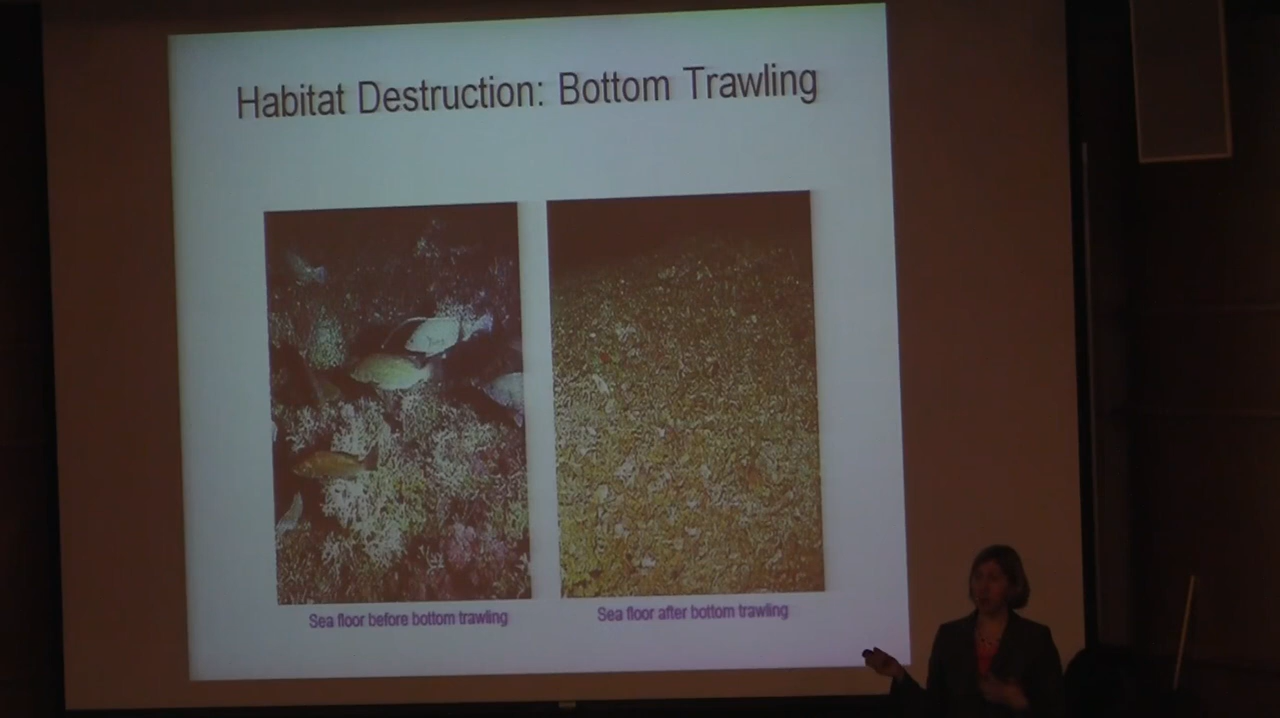 Habitat Destruction: Bottom Trawling
Sea floor before bottom trawling
Sea floor after bottom trawling